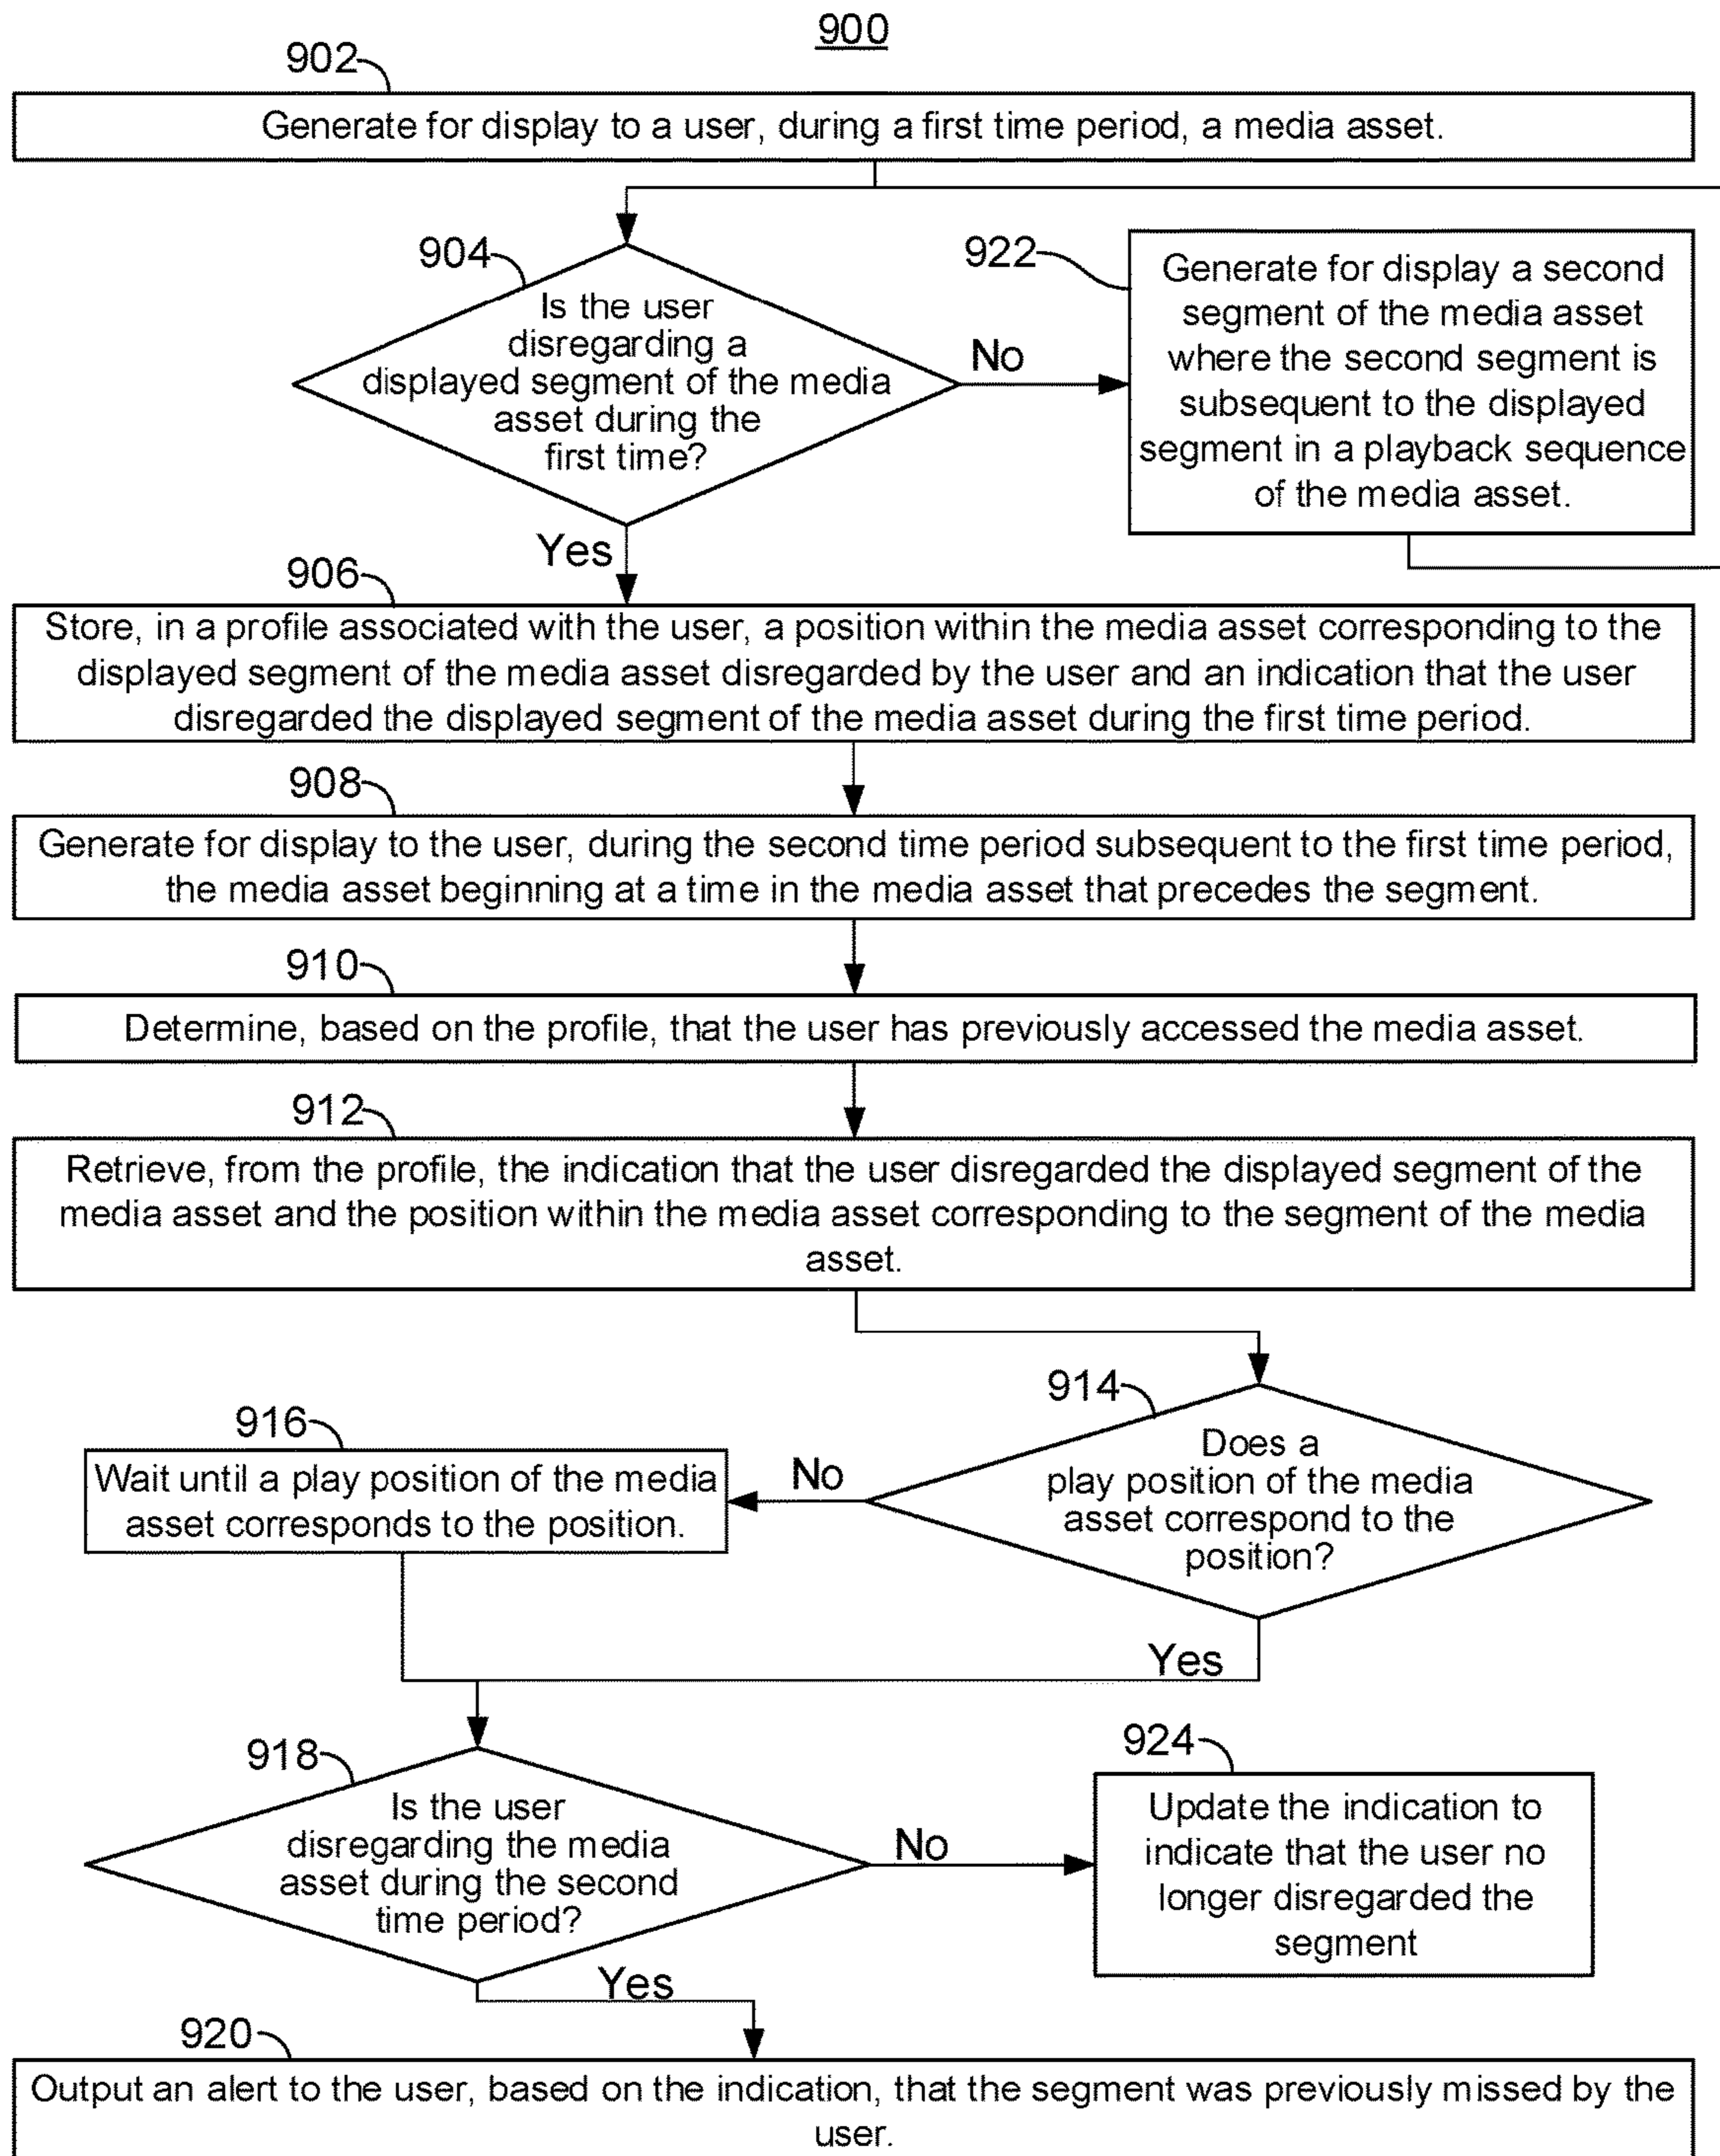 900
902
Generate for display to a user, during a first time period, a media asset.
904
Is the user
disregarding a
displayed segment of the media
asset during the
first time?
No
922
Generate for display a second
segment of the media asset
where the second segment is
subsequent to the displayed
segment in a playback sequence
of the media asset.
Yes
906
Store, in a profile associated with the user, a position within the media asset corresponding to the
displayed segment of the media asset disregarded by the user and an indication that the user
disregarded the displayed segment of the media asset during the first time period.
908
Generate for display to the user, during the second time period subsequent to the first time period,
the media asset beginning at a time in the media asset that precedes the segment.
910
Determine, based on the profile, that the user has previously accessed the media asset.
912
Retrieve, from the profile, the indication that the user disregarded the displayed segment of the
media asset and the position within the media asset corresponding to the segment of the media
asset.
914
Does a
play position of the media
asset correspond to the
position?
No
916
Wait until a play position of the media
asset corresponds to the position.
Yes
918
Is the user
disregarding the media
asset during the second
time period?
No
924
Update the indication to
indicate that the user no
longer disregarded the
segment
Yes
920
Output an alert to the user, based on the indication, that the segment was previously missed by the
user.